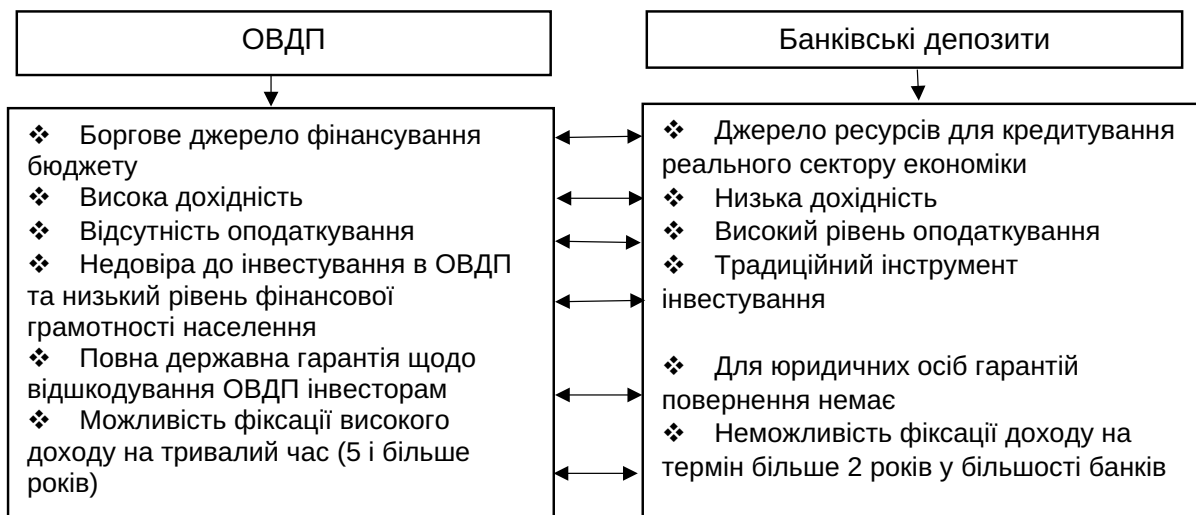 ОВДП
Банківські депозити
❖ Боргове джерело фінансування
бюджету
❖ Висока дохідність
❖ Відсутність оподаткування
❖ Недовіра до інвестування в ОВДП
та низький рівень фінансової
грамотності населення
❖ Повна державна гарантія щодо
відшкодування ОВДП інвесторам
❖ Можливість фіксації високого
доходу на тривалий час (5 і більше
років)
❖ Джерело ресурсів для кредитування
реального сектору економіки
❖ Низька дохідність
❖ Високий рівень оподаткування
❖ Традиційний інструмент
інвестування
❖ Для юридичних осіб гарантій
повернення немає
❖ Неможливість фіксації доходу на
термін більше 2 років у більшості банків